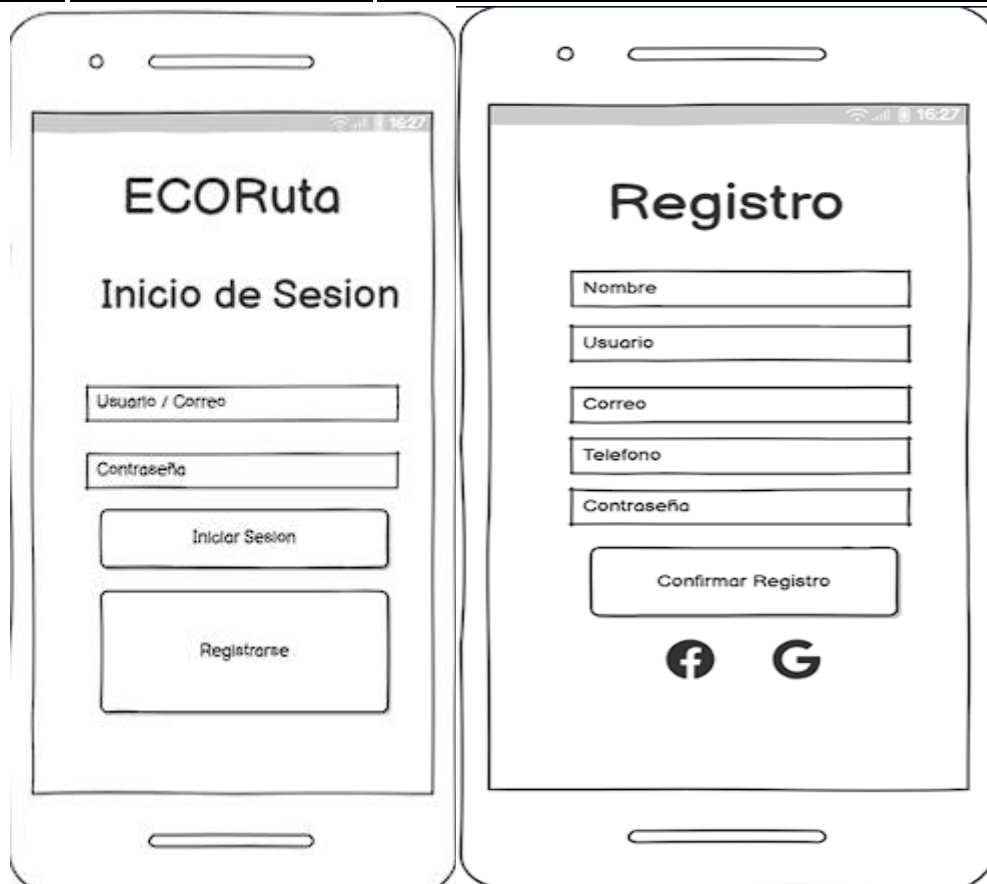 16:27
ECORuta
Inicio de Sesion
Usuario / Correo
Contraseña
Iniciar Sesion
Registrarse
16:27
Registro
Nombre
Usuario
Correo
Telefono
Contraseña
Confirmar Registro